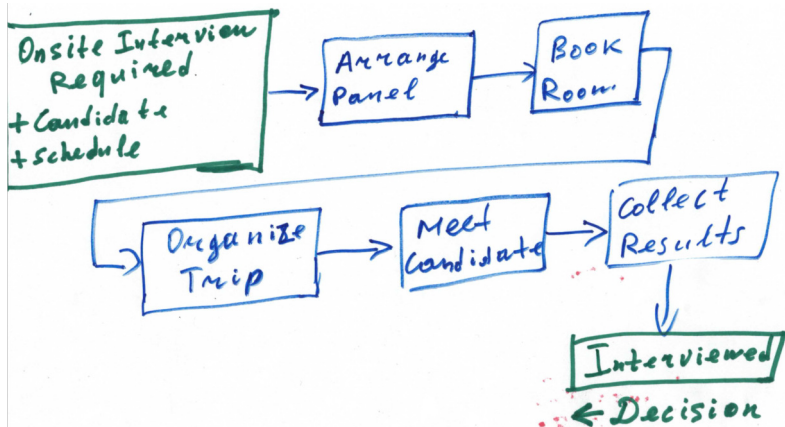 Onsite Interview
Required
+ Candidate
+ Schedule
Arrange
Panel
Book
Room
Organize
Trip
Meet
Candidate
Collect
Results
Interviewed
← Decision